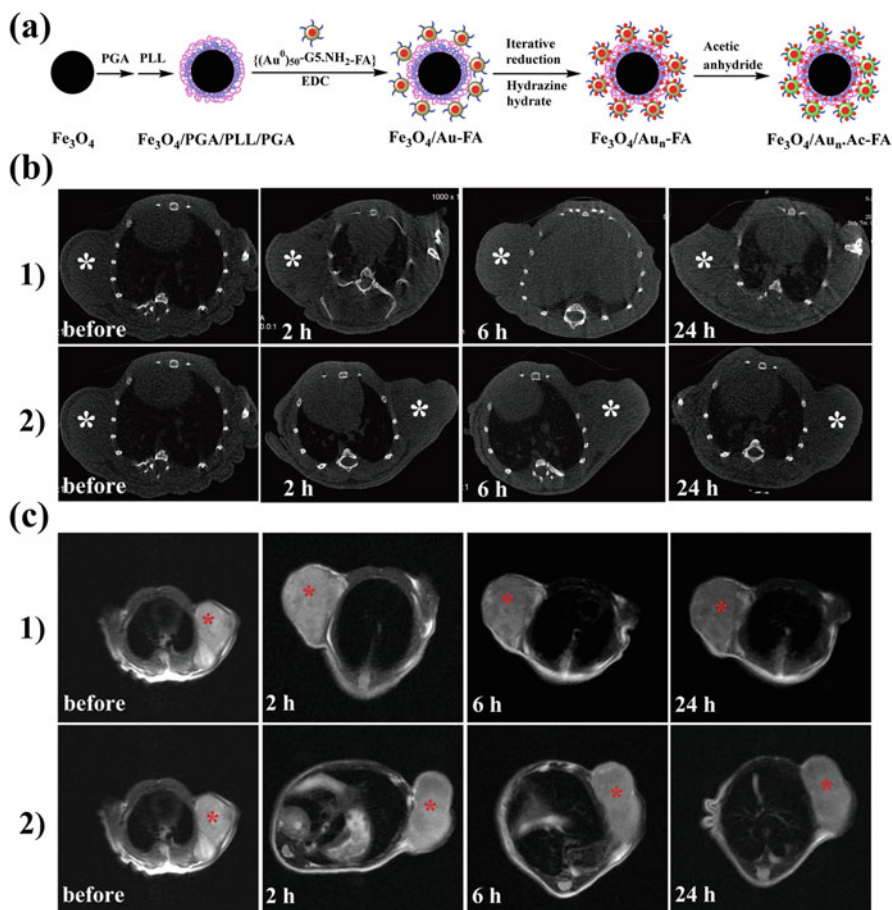 (a)
PGA PLL {(Au⁰)₅₀-G5.NH₂-FA} Iterative Acetic
EDC reduction anhydride
Hydrazine
hydrate
Fe₃O₄ Fe₃O₄/PGA/PLL/PGA Fe₃O₄/Au-FA Fe₃O₄/Auₙ-FA Fe₃O₄/Auₙ.Ac-FA
(b)
1)
* * * *
before 2 h 6 h 24 h
2)
* * * *
before 2 h 6 h 24 h
(c)
1)
* * * *
before 2 h 6 h 24 h
2)
* * * *
before 2 h 6 h 24 h